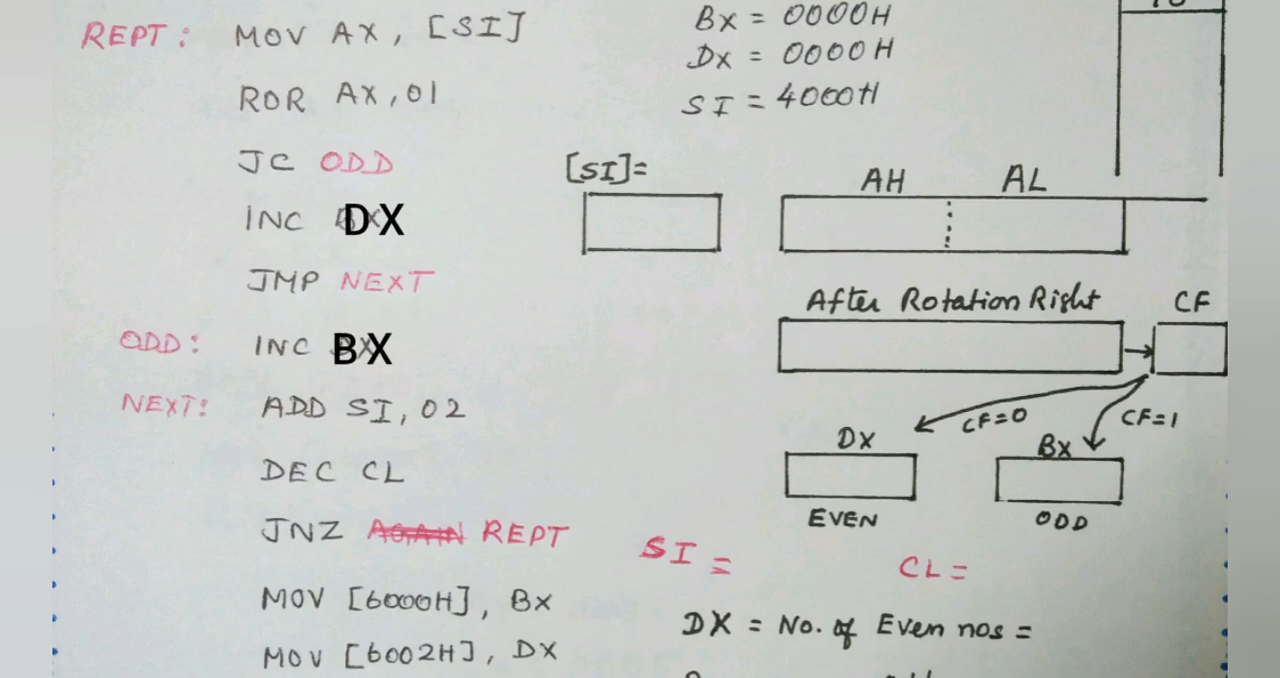 REPT: MOV AX, [SI]
ROR AX,01
JC ODD
INC DX
JMP NEXT
ODD: INC BX
NEXT: ADD SI, 02
DEC CL
JNZ AGAIN REPT
MOV [6000H], BX
MOV [6002H], DX
BX = 0000H
DX = 0000H
SI = 4000H
[SI]=
AH AL
After Rotation Right CF
CF=0 CF=1
DX BX
EVEN ODD
SI = CL =
DX = No. of Even nos =